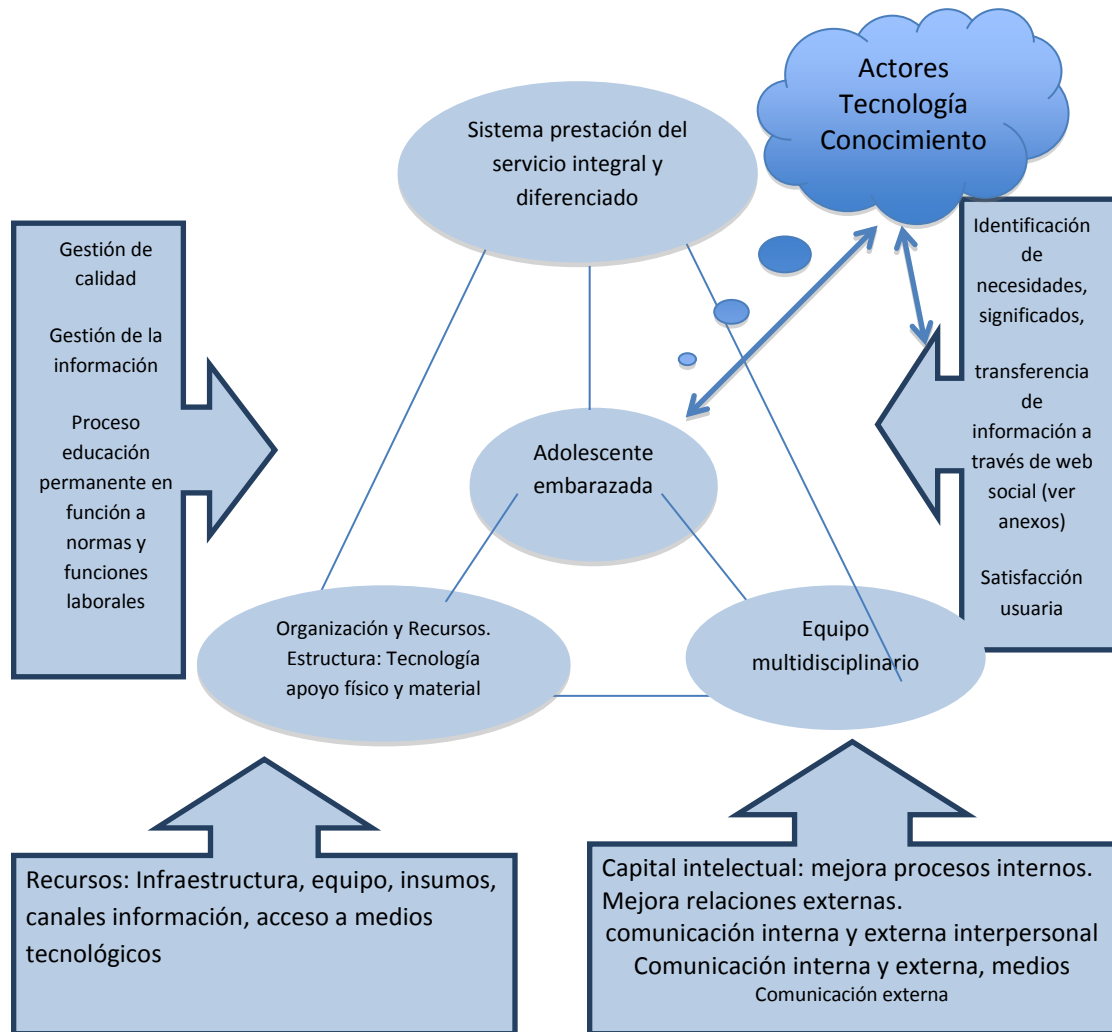 Actores
Tecnología
Conocimiento
Sistema prestación del
servicio integral y
diferenciado
Gestión de
calidad
Gestión de la
información
Proceso
educación
permanente en
función a
normas y
funciones
laborales
Identificación
de
necesidades,
significados,
transferencia
de
información a
través de web
social (ver
anexos)
Satisfacción
usuaria
Adolescente
embarazada
Organización y Recursos.
Estructura: Tecnología
apoyo físico y material
Equipo
multidisciplinario
Recursos: Infraestructura, equipo, insumos,
canales información, acceso a medios
tecnológicos
Capital intelectual: mejora procesos internos.
Mejora relaciones externas.
comunicación interna y externa interpersonal
Comunicación interna y externa, medios
Comunicación externa